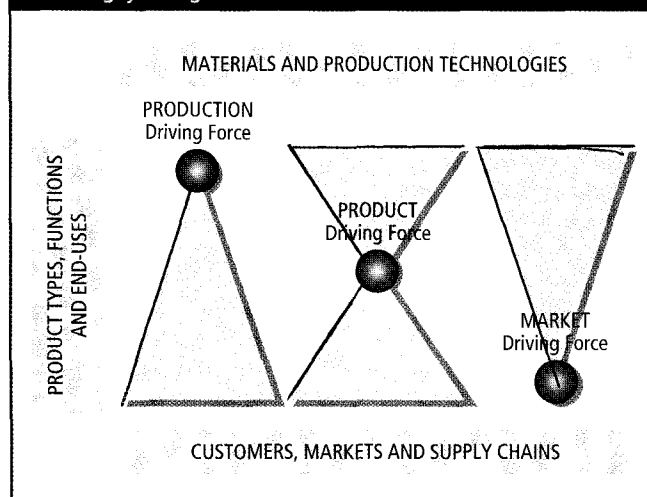 MATERIALS AND PRODUCTION TECHNOLOGIES
PRODUCTION
Driving Force
PRODUCT
Driving Force
MARKET
Driving Force
PRODUCT TYPES, FUNCTIONS
AND END-USES
CUSTOMERS, MARKETS AND SUPPLY CHAINS